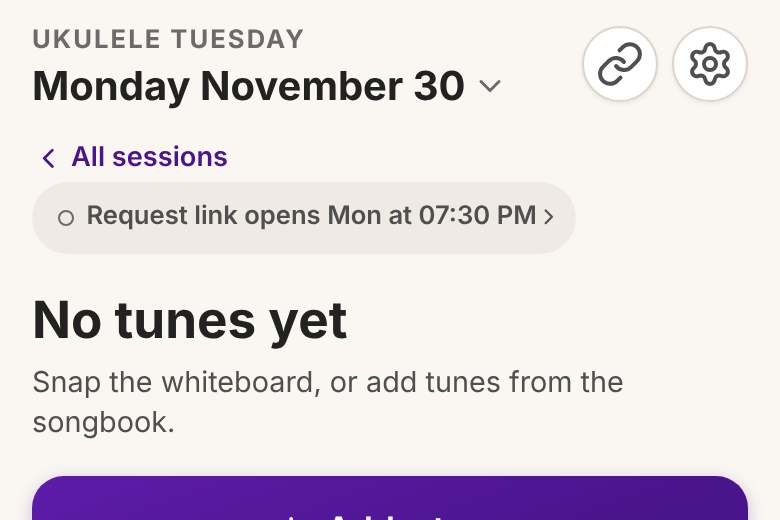 UKULELE TUESDAY
Monday November 30
All sessions
Request link opens Mon at 07:30 PM
No tunes yet
Snap the whiteboard, or add tunes from the
songbook.